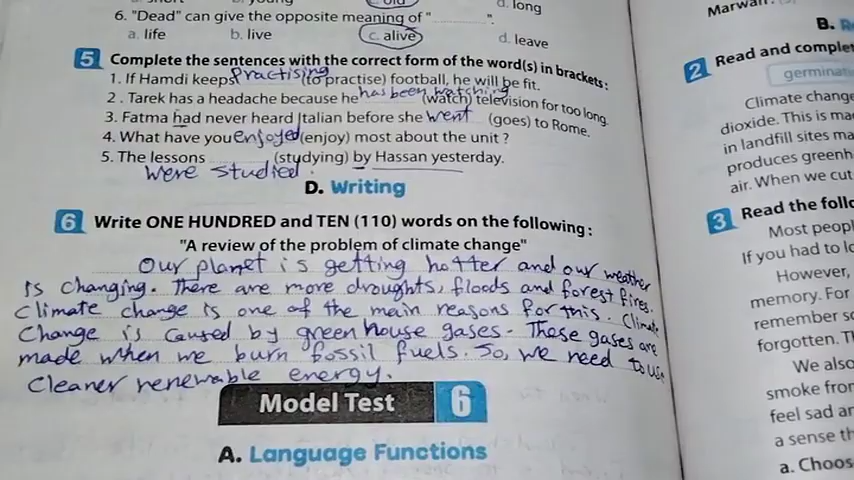 d. long
6. "Dead" can give the opposite meaning of " ".
a. life b. live c. alive d. leave
5 Complete the sentences with the correct form of the word(s) in brackets:
1. If Hamdi keeps practising (to practise) football, he will be fit.
2. Tarek has a headache because he has been watching (watch) television for too long.
3. Fatma had never heard Italian before she went (goes) to Rome.
4. What have you enjoyed (enjoy) most about the unit?
5. The lessons (studying) by Hassan yesterday.
were studied.
D. Writing
6 Write ONE HUNDRED and TEN (110) words on the following:
"A review of the problem of climate change"
Our planet is getting hotter and our weather
is changing. There are more droughts, floods and forest fires.
Climate change is one of the main reasons for this. Climate
Change is caused by greenhouse gases. These gases are
made when we burn fossil fuels. So, we need to use
cleaner renewable energy.
Model Test 6
A. Language Functions
Marwan:
B.
2 Read and complet
germinati
Climate change
dioxide. This is ma
in landfill sites ma
produces greenh
air. When we cut
3 Read the follo
Most peopl
If you had to l
However,
memory. For
remember so
forgotten. T
We also
smoke from
feel sad ar
a sense th
a. Choos